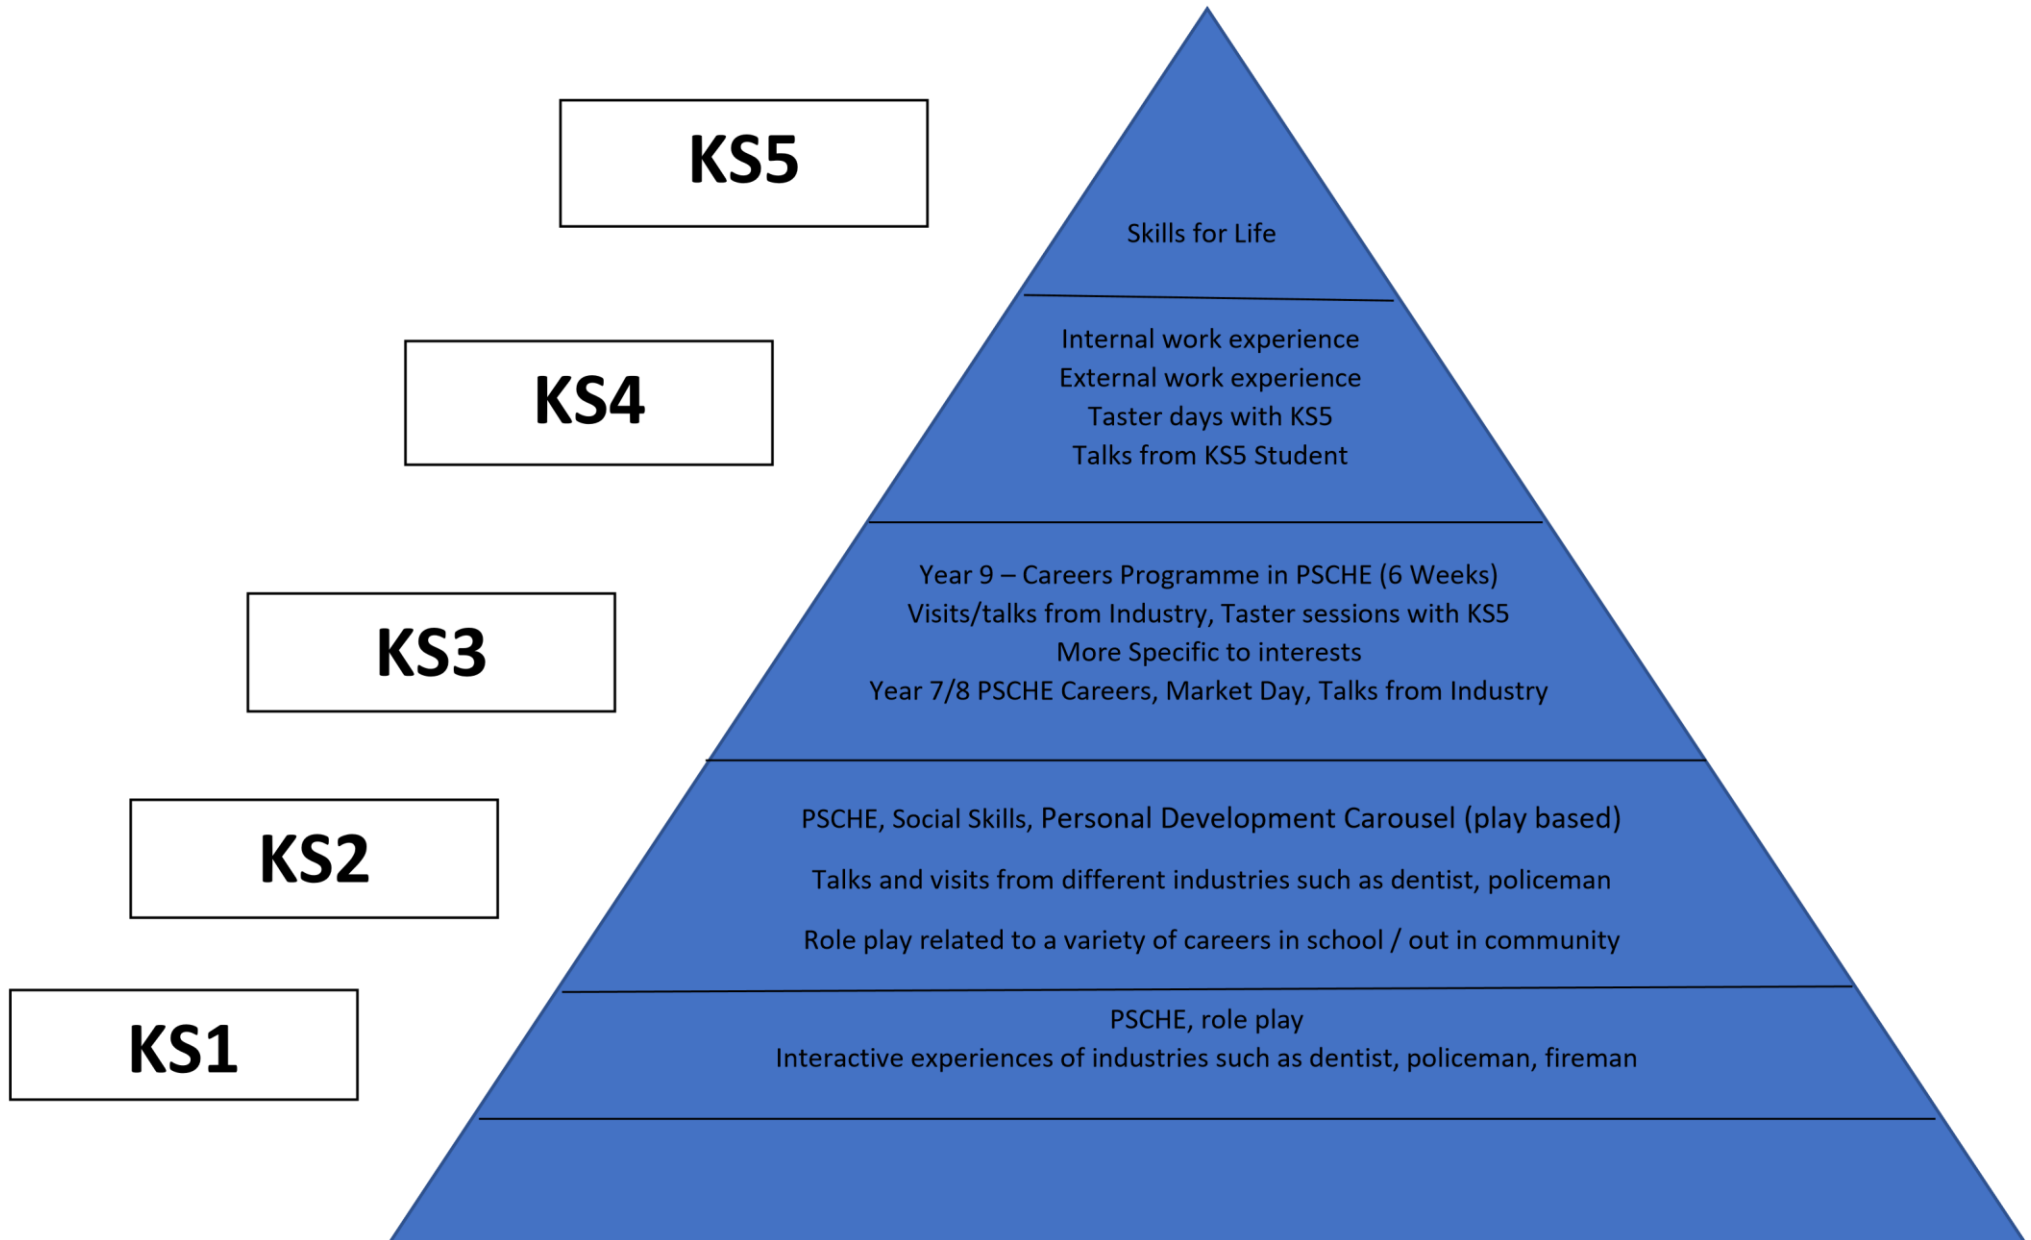 KS5
Skills for Life
KS4
Internal work experience
External work experience
Taster days with KS5
Talks from KS5 Student
KS3
Year 9 – Careers Programme in PSCHE (6 Weeks)
Visits/talks from Industry, Taster sessions with KS5
More Specific to interests
Year 7/8 PSCHE Careers, Market Day, Talks from Industry
KS2
PSCHE, Social Skills, Personal Development Carousel (play based)
Talks and visits from different industries such as dentist, policeman
Role play related to a variety of careers in school / out in community
KS1
PSCHE, role play
Interactive experiences of industries such as dentist, policeman, fireman